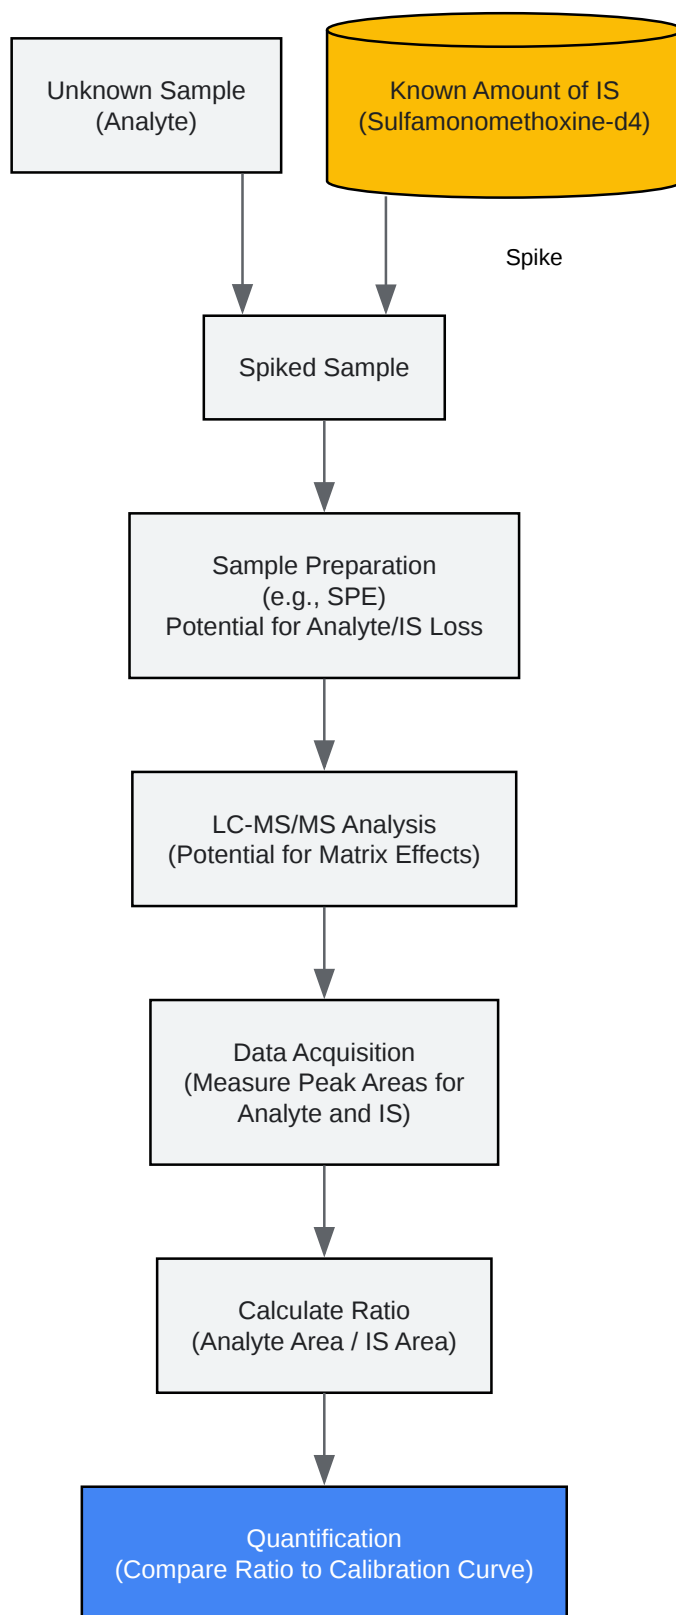 Unknown Sample
(Analyte)
Known Amount of IS
(Sulfamonomethoxine-d4)
Spike
Spiked Sample
Sample Preparation
(e.g., SPE)
Potential for Analyte/IS Loss
LC-MS/MS Analysis
(Potential for Matrix Effects)
Data Acquisition
(Measure Peak Areas for
Analyte and IS)
Calculate Ratio
(Analyte Area / IS Area)
Quantification
(Compare Ratio to Calibration Curve)